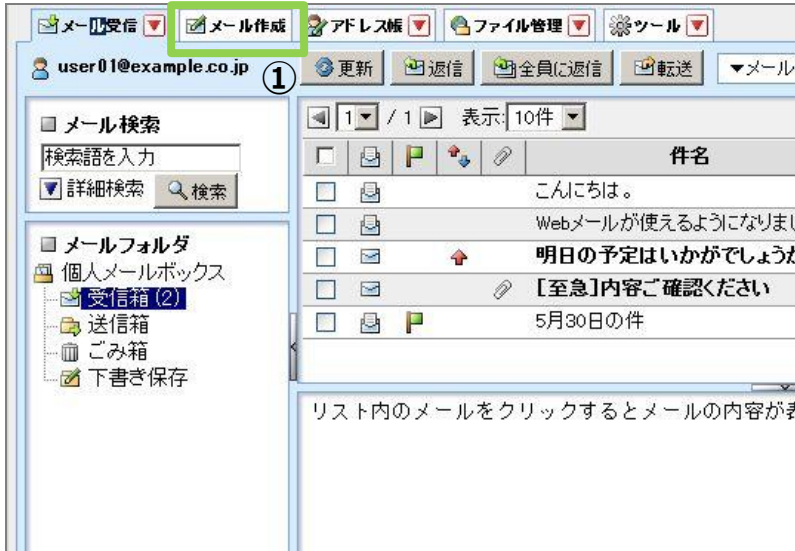 メール受信 メール作成 アドレス帳 ファイル管理 ツール
user01@example.co.jp ① 更新 返信 全員に返信 転送 ▼メール
メール検索
検索語を入力
▼詳細検索 検索
1 / 1 表示: 10件
件名
こんにちは。
Webメールが使えるようになりまし
明日の予定はいかがでしょうか
[至急]内容ご確認ください
5月30日の件
メールフォルダ
個人メールボックス
受信箱 (2)
送信箱
ごみ箱
下書き保存
リスト内のメールをクリックするとメールの内容が表